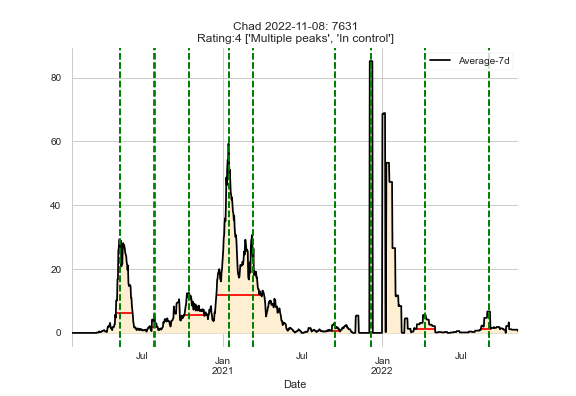 Chad 2022-11-08: 7631
Rating:4 ['Multiple peaks', 'In control']
Average-7d
80
60
40
20
0
Jul
Jan
2021
Jul
Jan
2022
Jul
Date